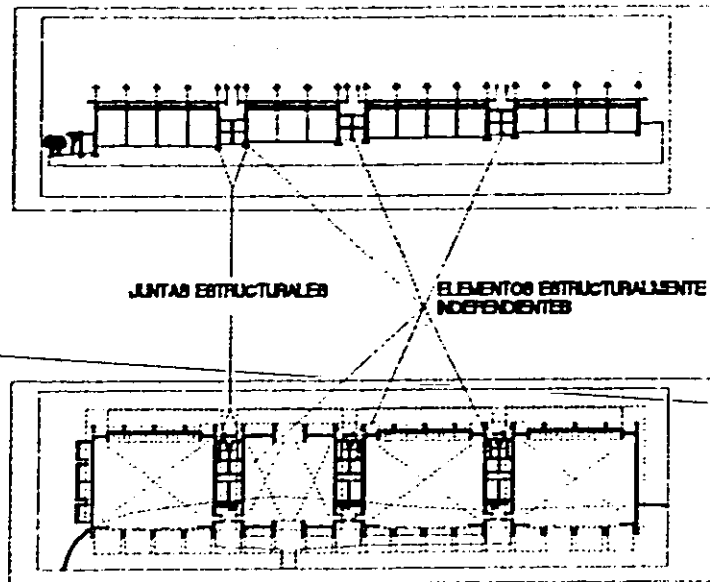 JUNTAS ESTRUCTURALES
ELEMENTOS ESTRUCTURALMENTE
INDEPENDIENTES